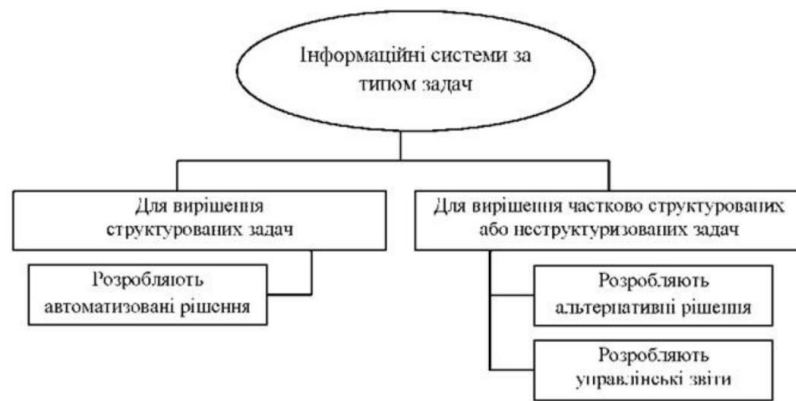 Інформаційні системи за
типом задач
Для вирішення
структурованих задач
Для вирішення частково структурованих
або неструктуризованих задач
Розробляють
автоматизовані рішення
Розробляють
альтернативні рішення
Розробляють
управлінські звіти